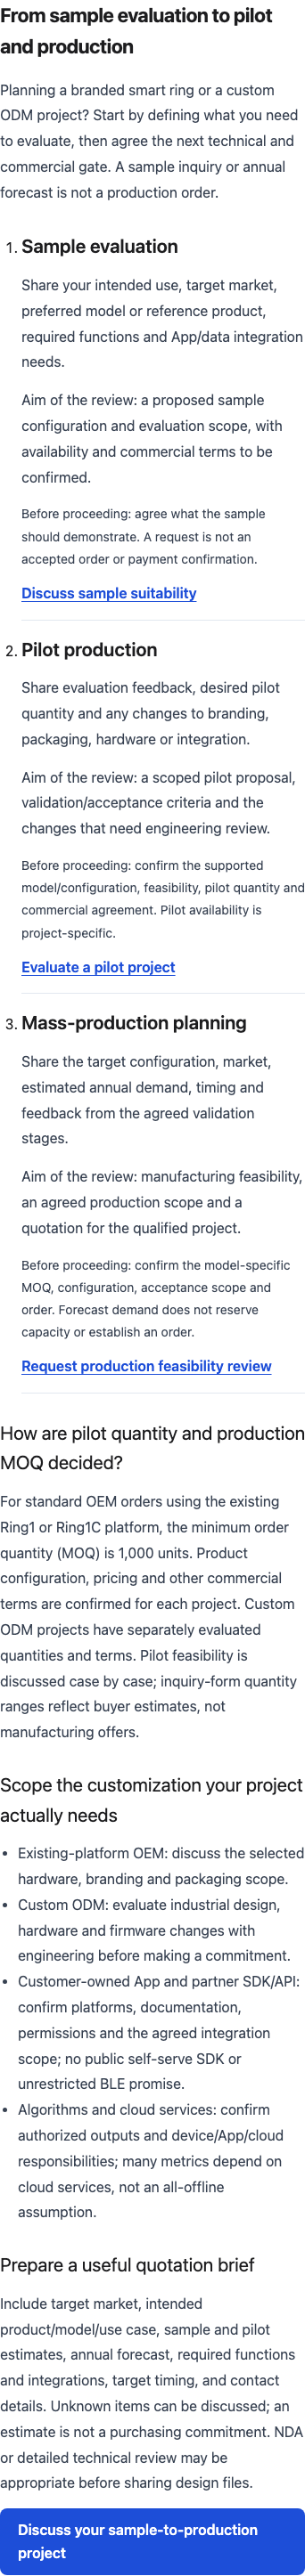 From sample evaluation to pilot
and production
Planning a branded smart ring or a custom
ODM project? Start by defining what you need
to evaluate, then agree the next technical and
commercial gate. A sample inquiry or annual
forecast is not a production order.
1. Sample evaluation
Share your intended use, target market,
preferred model or reference product,
required functions and App/data integration
needs.
Aim of the review: a proposed sample
configuration and evaluation scope, with
availability and commercial terms to be
confirmed.
Before proceeding: agree what the sample
should demonstrate. A request is not an
accepted order or payment confirmation.
Discuss sample suitability
2. Pilot production
Share evaluation feedback, desired pilot
quantity and any changes to branding,
packaging, hardware or integration.
Aim of the review: a scoped pilot proposal,
validation/acceptance criteria and the
changes that need engineering review.
Before proceeding: confirm the supported
model/configuration, feasibility, pilot quantity and
commercial agreement. Pilot availability is
project-specific.
Evaluate a pilot project
3. Mass-production planning
Share the target configuration, market,
estimated annual demand, timing and
feedback from the agreed validation
stages.
Aim of the review: manufacturing feasibility,
an agreed production scope and a
quotation for the qualified project.
Before proceeding: confirm the model-specific
MOQ, configuration, acceptance scope and
order. Forecast demand does not reserve
capacity or establish an order.
Request production feasibility review
How are pilot quantity and production
MOQ decided?
For standard OEM orders using the existing
Ring1 or Ring1C platform, the minimum order
quantity (MOQ) is 1,000 units. Product
configuration, pricing and other commercial
terms are confirmed for each project. Custom
ODM projects have separately evaluated
quantities and terms. Pilot feasibility is
discussed case by case; inquiry-form quantity
ranges reflect buyer estimates, not
manufacturing offers.
Scope the customization your project
actually needs
• Existing-platform OEM: discuss the selected
hardware, branding and packaging scope.
• Custom ODM: evaluate industrial design,
hardware and firmware changes with
engineering before making a commitment.
• Customer-owned App and partner SDK/API:
confirm platforms, documentation,
permissions and the agreed integration
scope; no public self-serve SDK or
unrestricted BLE promise.
• Algorithms and cloud services: confirm
authorized outputs and device/App/cloud
responsibilities; many metrics depend on
cloud services, not an all-offline
assumption.
Prepare a useful quotation brief
Include target market, intended
product/model/use case, sample and pilot
estimates, annual forecast, required functions
and integrations, target timing, and contact
details. Unknown items can be discussed; an
estimate is not a purchasing commitment. NDA
or detailed technical review may be
appropriate before sharing design files.
Discuss your sample-to-production
project